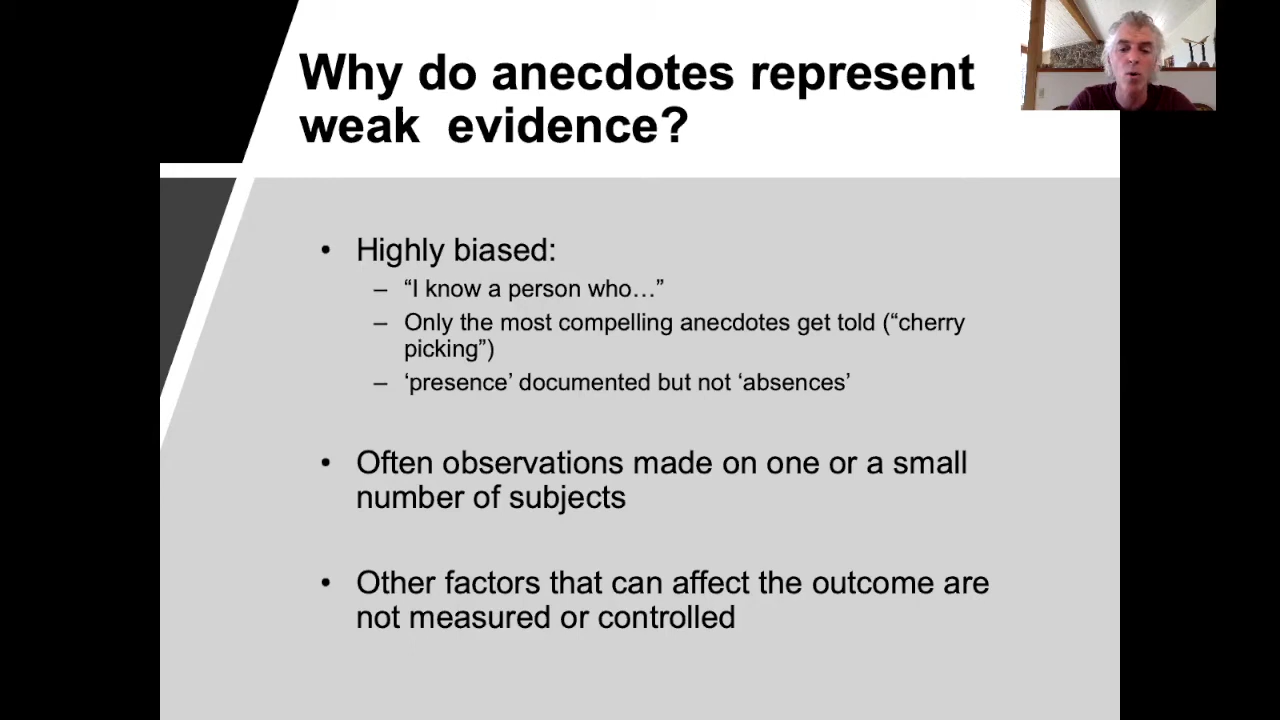 Why do anecdotes represent
weak  evidence?
• Highly biased:
– “I know a person who…”
– Only the most compelling anecdotes get told (“cherry
picking”)
– ‘presence’ documented but not ‘absences’
• Often observations made on one or a small
number of subjects
• Other factors that can affect the outcome are
not measured or controlled